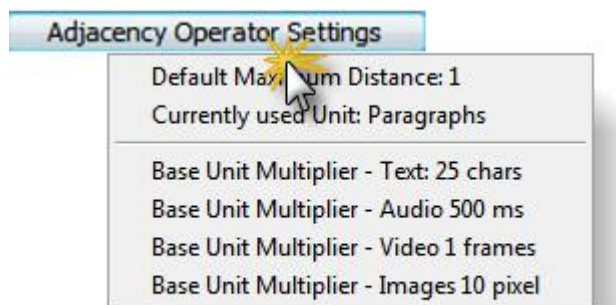 Adjacency Operator Settings
Default Maximum Distance: 1
Currently used Unit: Paragraphs
Base Unit Multiplier - Text: 25 chars
Base Unit Multiplier - Audio 500 ms
Base Unit Multiplier - Video 1 frames
Base Unit Multiplier - Images 10 pixel